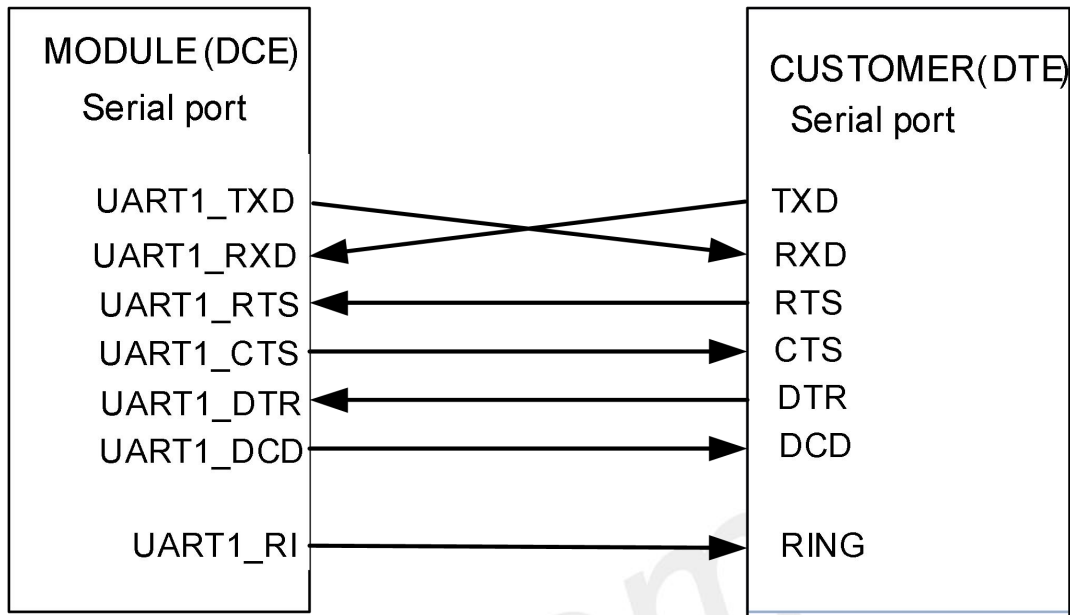 MODULE(DCE)
Serial port
UART1_TXD
UART1_RXD
UART1_RTS
UART1_CTS
UART1_DTR
UART1_DCD
UART1_RI
CUSTOMER(DTE)
Serial port
TXD
RXD
RTS
CTS
DTR
DCD
RING